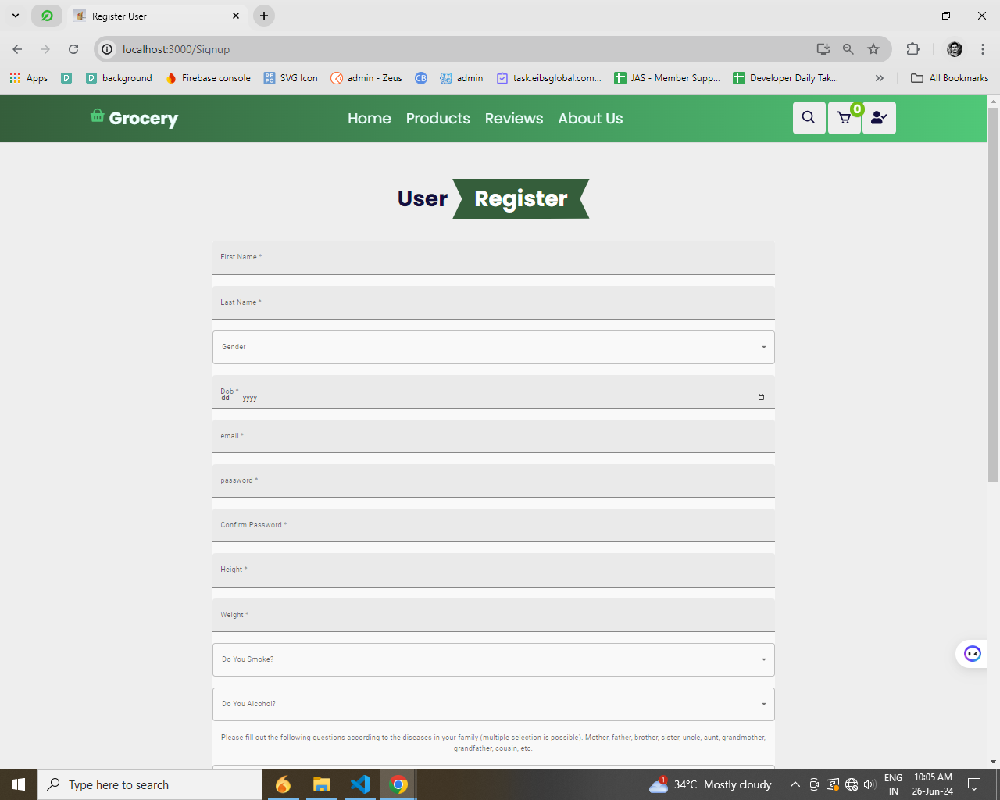 Register User
localhost:3000/Signup
Apps
background
Firebase console
SVG Icon
admin - Zeus
CB
admin
task.eibsglobal.com...
JAS - Member Supp...
Developer Daily Tak...
All Bookmarks
Grocery
Home
Products
Reviews
About Us
0
User Register
First Name *
Last Name *
Gender
Dob *
dd-----yyyy
email *
password *
Confirm Password *
Height *
Weight *
Do You Smoke?
Do You Alcohol?
Please fill out the following questions according to the diseases in your family (multiple selection is possible). Mother, father, brother, sister, uncle, aunt, grandmother,
grandfather, cousin, etc.
Type here to search
1
34°C Mostly cloudy
ENG
IN
10:05 AM
26-Jun-24